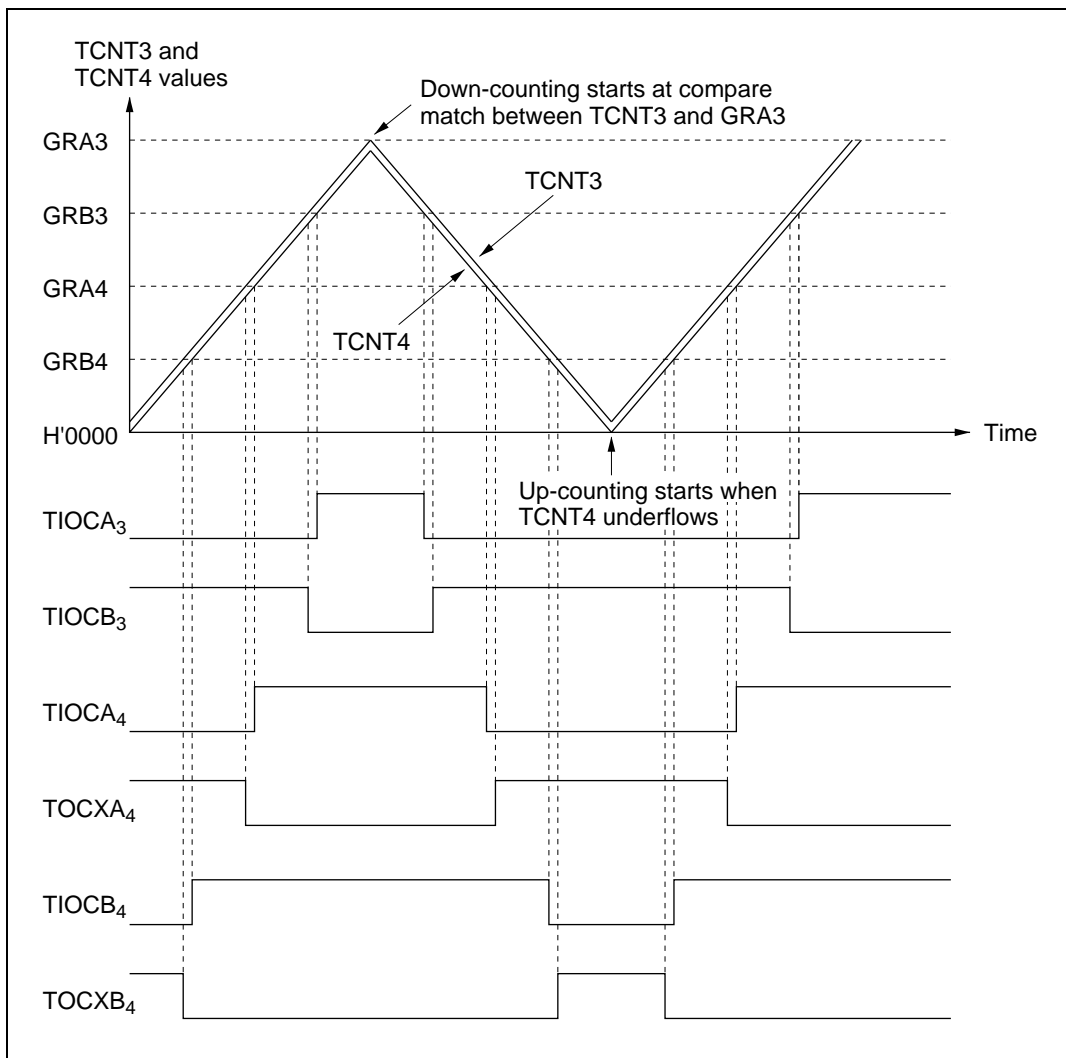 TCNT3 and
TCNT4 values
Down-counting starts at compare
match between TCNT3 and GRA3
GRA3
TCNT3
GRB3
GRA4
TCNT4
GRB4
H'0000
Time
Up-counting starts when
TCNT4 underflows
TIOCA3
TIOCB3
TIOCA4
TOCXA4
TIOCB4
TOCXB4